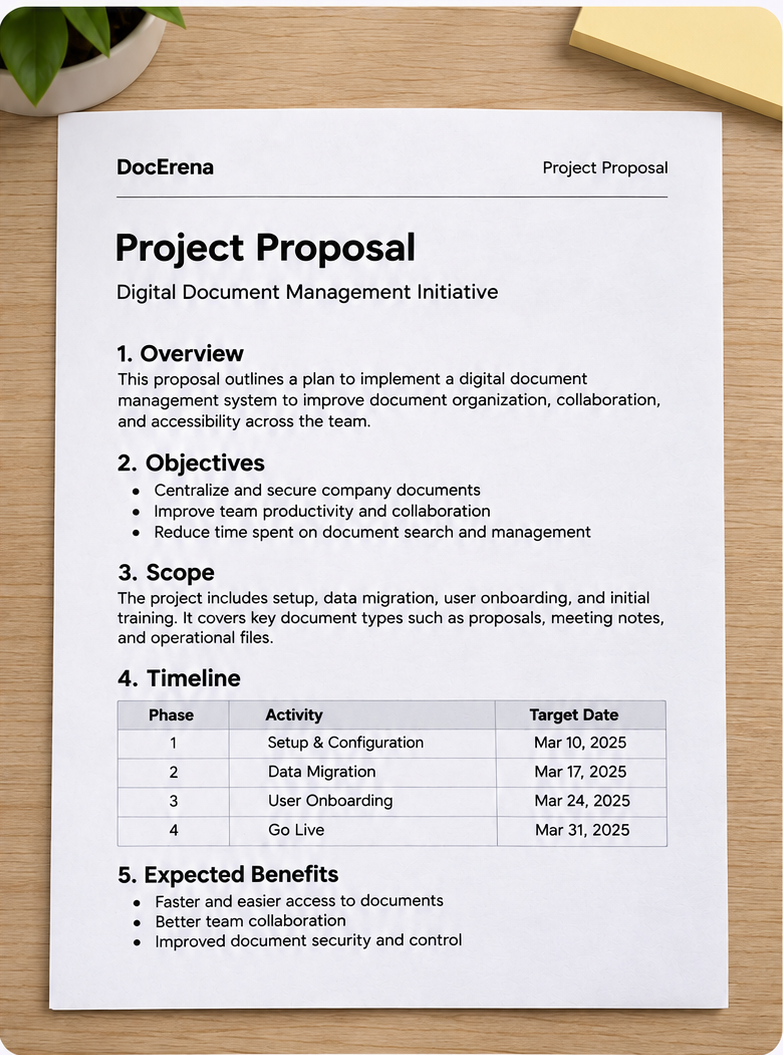 DocErena
Project Proposal
Project Proposal
Digital Document Management Initiative
1. Overview
This proposal outlines a plan to implement a digital document
management system to improve document organization, collaboration,
and accessibility across the team.
2. Objectives
• Centralize and secure company documents
• Improve team productivity and collaboration
• Reduce time spent on document search and management
3. Scope
The project includes setup, data migration, user onboarding, and initial
training. It covers key document types such as proposals, meeting notes,
and operational files.
4. Timeline
Phase Activity Target Date
1 Setup & Configuration Mar 10, 2025
2 Data Migration Mar 17, 2025
3 User Onboarding Mar 24, 2025
4 Go Live Mar 31, 2025
5. Expected Benefits
• Faster and easier access to documents
• Better team collaboration
• Improved document security and control